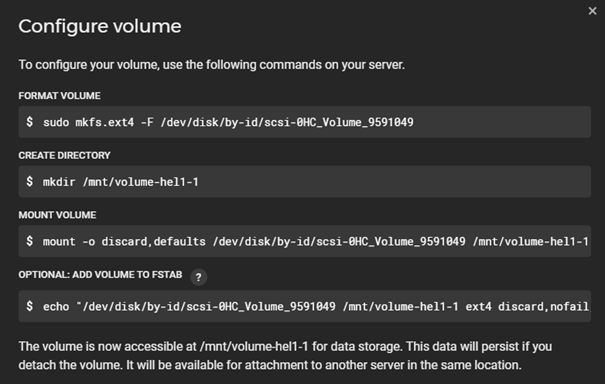 ×
Configure volume
To configure your volume, use the following commands on your server.
FORMAT VOLUME
$ sudo mkfs.ext4 -F /dev/disk/by-id/scsi-0HC_Volume_9591049
CREATE DIRECTORY
$ mkdir /mnt/volume-hel1-1
MOUNT VOLUME
$ mount -o discard,defaults /dev/disk/by-id/scsi-0HC_Volume_9591049 /mnt/volume-hel1-1
OPTIONAL: ADD VOLUME TO FSTAB ?
$ echo "/dev/disk/by-id/scsi-0HC_Volume_9591049 /mnt/volume-hel1-1 ext4 discard,nofail
The volume is now accessible at /mnt/volume-hel1-1 for data storage. This data will persist if you
detach the volume. It will be available for attachment to another server in the same location.